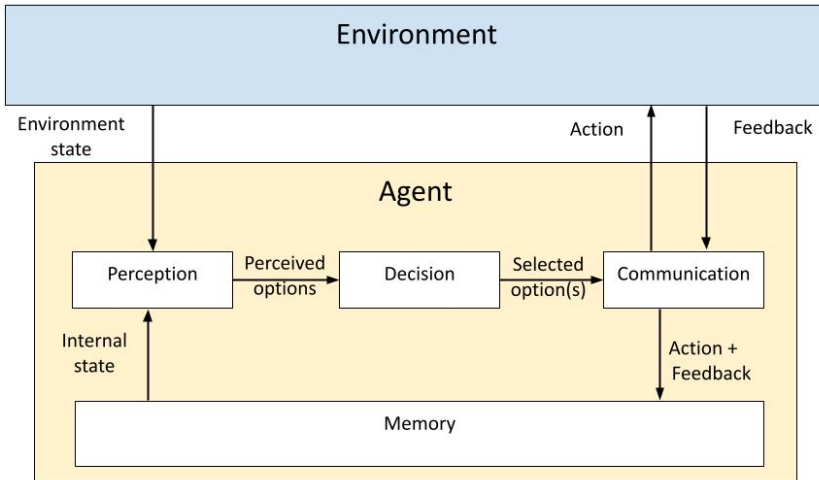 Environment
Environment
state
Action
Feedback
Agent
Perception
Perceived
options
Decision
Selected
option(s)
Communication
Internal
state
Action +
Feedback
Memory